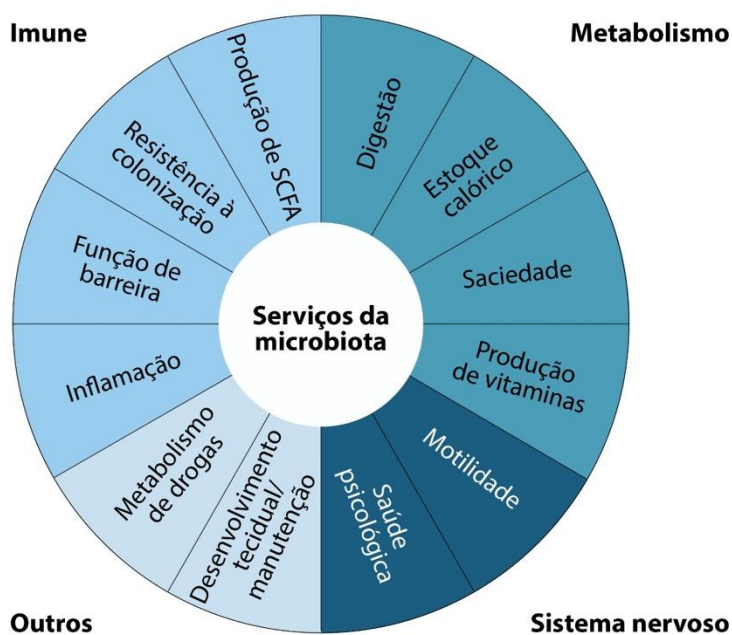 Imune
Metabolismo
Produção de SCFA
Digestão
Resistência à
colonização
Estoque
calórico
Função de
barreira
Saciedade
Serviços da
microbiota
Inflamação
Produção
de vitaminas
Metabolismo
de drogas
Desenvolvimento
tecidual/
manutenção
Saúde
psicológica
Motilidade
Outros
Sistema nervoso